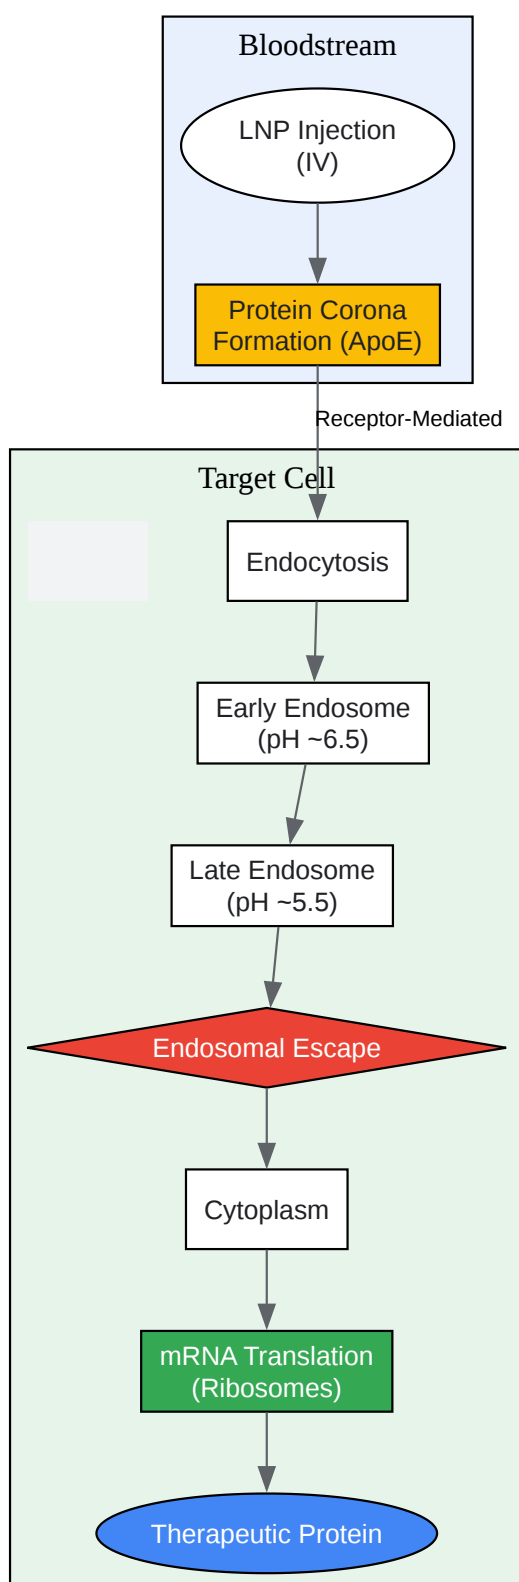 Bloodstream
LNP Injection
(IV)
Protein Corona
Formation (ApoE)
Receptor-Mediated
Target Cell
Endocytosis
Early Endosome
(pH ~6.5)
Late Endosome
(pH ~5.5)
Endosomal Escape
Cytoplasm
mRNA Translation
(Ribosomes)
Therapeutic Protein